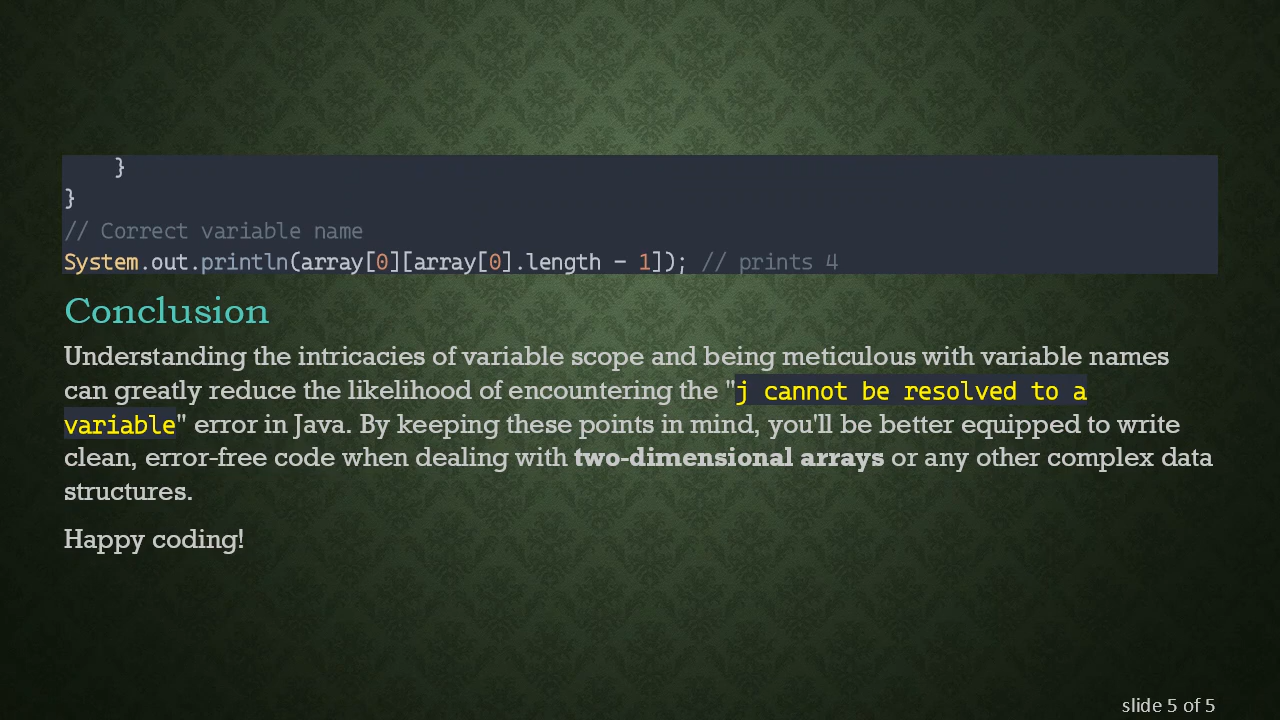 }
}
// Correct variable name
System.out.println(array[0][array[0].length - 1]); // prints 4
Conclusion
Understanding the intricacies of variable scope and being meticulous with variable names
can greatly reduce the likelihood of encountering the "j cannot be resolved to a
variable" error in Java. By keeping these points in mind, you'll be better equipped to write
clean, error-free code when dealing with two-dimensional arrays or any other complex data
structures.
Happy coding!
slide 5 of 5